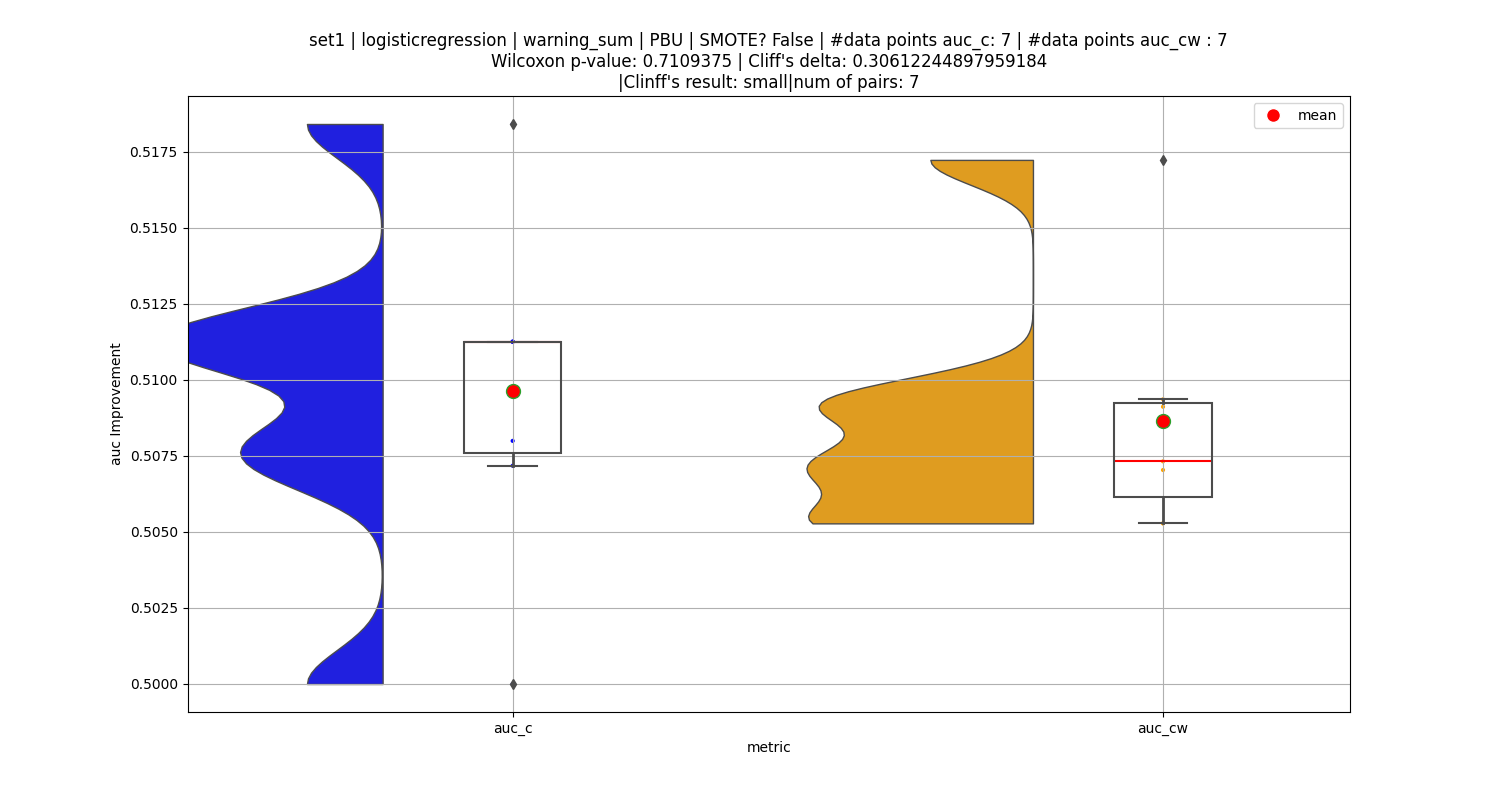 set1 | logisticregression | warning_sum | PBU | SMOTE? False | #data points auc_c: 7 | #data points auc_cw : 7
Wilcoxon p-value: 0.7109375 | Cliff's delta: 0.30612244897959184
|Clinff's result: small|num of pairs: 7
mean
0.5175
0.5150
0.5125
0.5100
0.5075
0.5050
0.5025
0.5000
auc Improvement
auc_c
auc_cw
metric